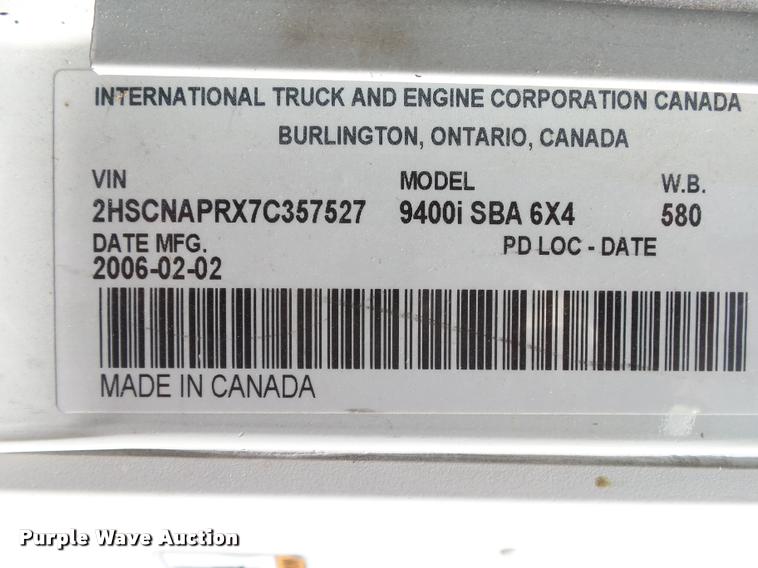 INTERNATIONAL TRUCK AND ENGINE CORPORATION CANADA
BURLINGTON, ONTARIO, CANADA
VIN MODEL W.B.
2HSCNAPRX7C357527 9400i SBA 6X4 580
DATE MFG. PD LOC - DATE
2006-02-02
MADE IN CANADA
Purple Wave Auction